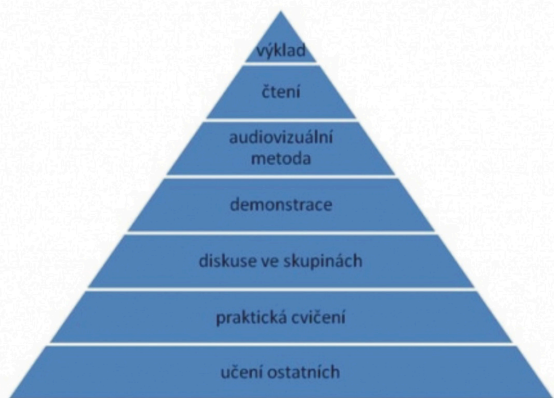 výklad
čtení
audiovizuální
metoda
demonstrace
diskuse ve skupinách
praktická cvičení
učení ostatních